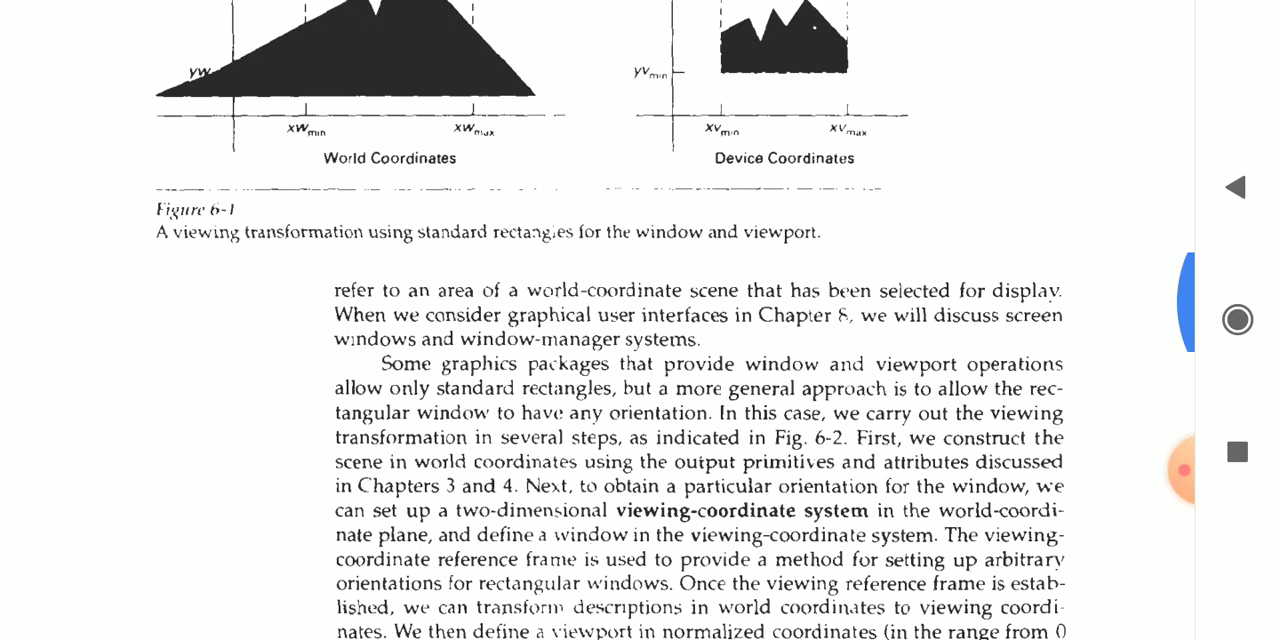 yw
yvmin
xwmin xwmax
xvmin xvmax
World Coordinates
Device Coordinates
Figure 6-1
A viewing transformation using standard rectangles for the window and viewport.
refer to an area of a world-coordinate scene that has been selected for display.
When we consider graphical user interfaces in Chapter 8, we will discuss screen
windows and window-manager systems.
Some graphics packages that provide window and viewport operations
allow only standard rectangles, but a more general approach is to allow the rec-
tangular window to have any orientation. In this case, we carry out the viewing
transformation in several steps, as indicated in Fig. 6-2. First, we construct the
scene in world coordinates using the output primitives and attributes discussed
in Chapters 3 and 4. Next, to obtain a particular orientation for the window, we
can set up a two-dimensional viewing-coordinate system in the world-coordi-
nate plane, and define a window in the viewing-coordinate system. The viewing-
coordinate reference frame is used to provide a method for setting up arbitrary
orientations for rectangular windows. Once the viewing reference frame is estab-
lished, we can transform descriptions in world coordinates to viewing coordi-
nates. We then define a viewport in normalized coordinates (in the range from 0